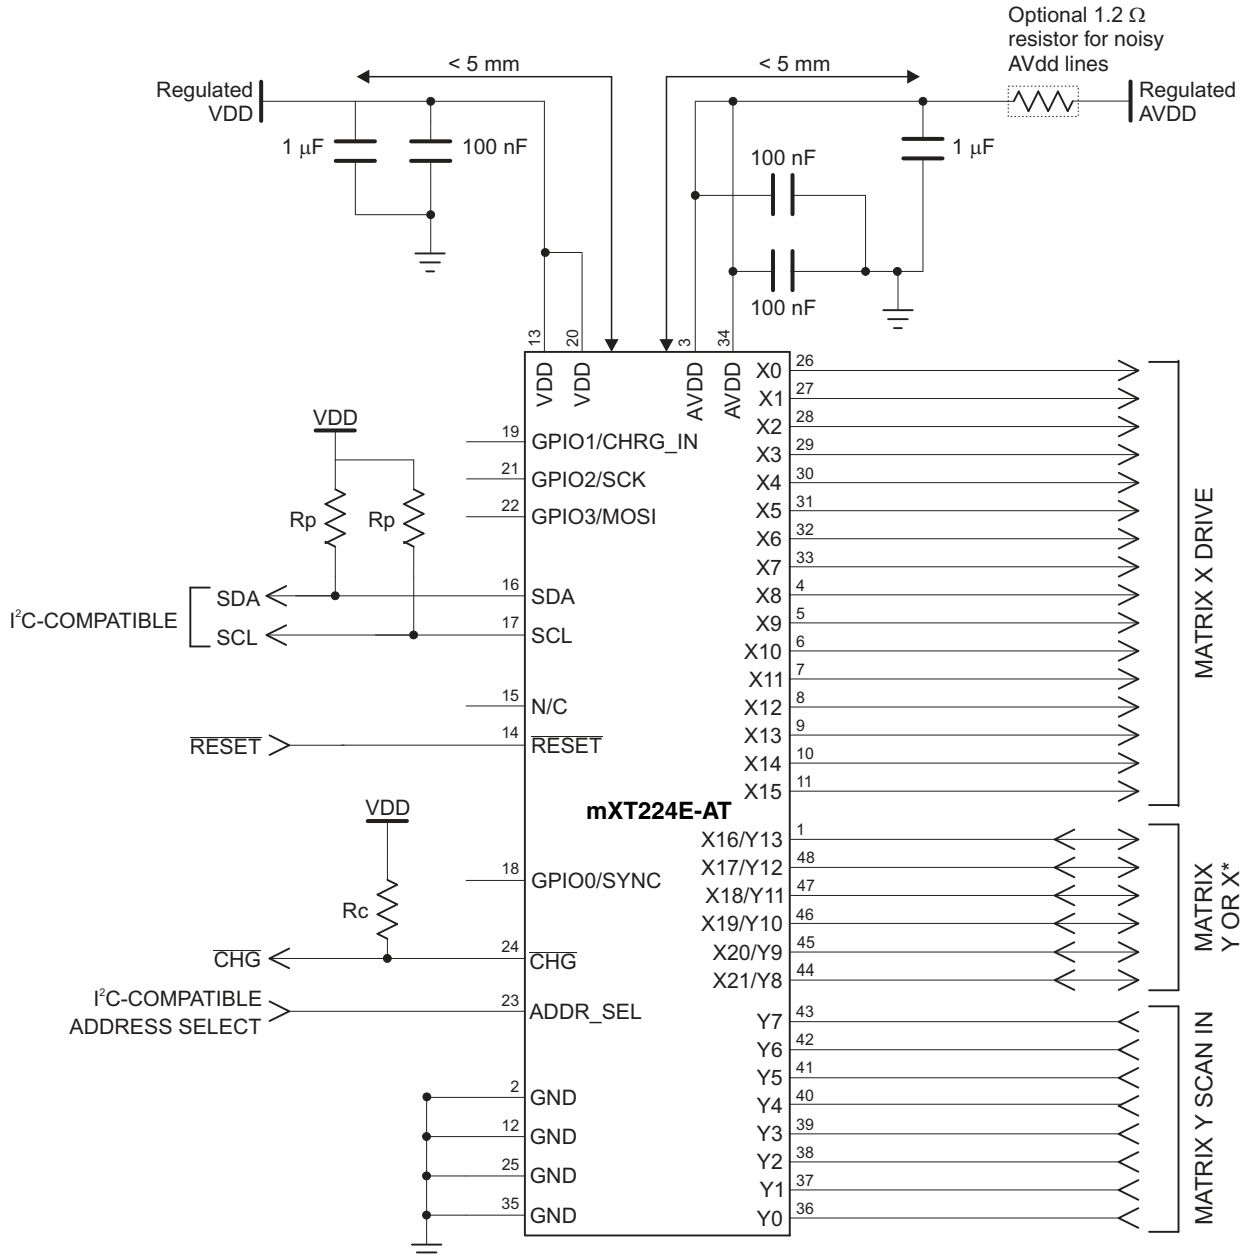 Optional 1.2 Ω
resistor for noisy
AVdd lines
< 5 mm
< 5 mm
Regulated
VDD
Regulated
AVDD
1 μF
100 nF
100 nF
1 μF
100 nF
13
20
3
34
VDD
VDD
AVDD
AVDD
VDD
Rp
Rp
19
GPIO1/CHRG_IN
21
GPIO2/SCK
22
GPIO3/MOSI
I²C-COMPATIBLE
SDA
16
SDA
SCL
17
SCL
15
N/C
RESET
14
RESET
mXT224E-AT
VDD
Rc
18
GPIO0/SYNC
CHG
24
CHG
I²C-COMPATIBLE
ADDRESS SELECT
23
ADDR_SEL
2
GND
12
GND
25
GND
35
GND
X0
26
X1
27
X2
28
X3
29
X4
30
X5
31
X6
32
X7
33
X8
4
X9
5
X10
6
X11
7
X12
8
X13
9
X14
10
X15
11
MATRIX X DRIVE
X16/Y13
1
X17/Y12
48
X18/Y11
47
X19/Y10
46
X20/Y9
45
X21/Y8
44
MATRIX
Y OR X*
Y7
43
Y6
42
Y5
41
Y4
40
Y3
39
Y2
38
Y1
37
Y0
36
MATRIX Y SCAN IN